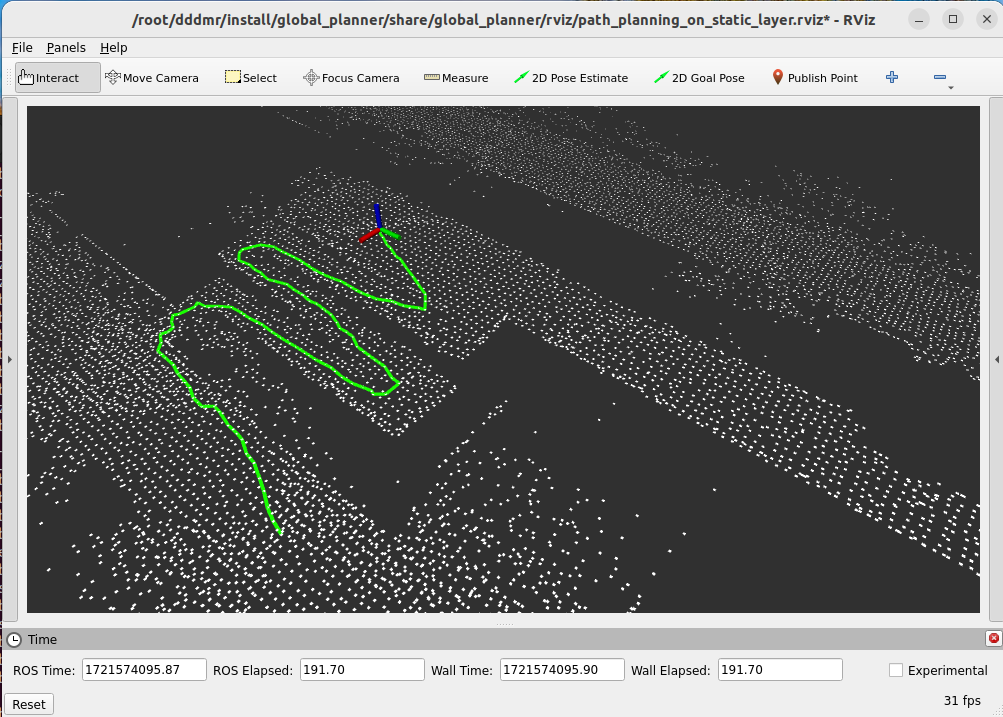 /root/dddmr/install/global_planner/share/global_planner/rviz/path_planning_on_static_layer.rviz* - RViz
File Panels Help
Interact Move Camera Select Focus Camera Measure 2D Pose Estimate 2D Goal Pose Publish Point
Time
ROS Time: 1721574095.87 ROS Elapsed: 191.70 Wall Time: 1721574095.90 Wall Elapsed: 191.70 Experimental
Reset 31 fps